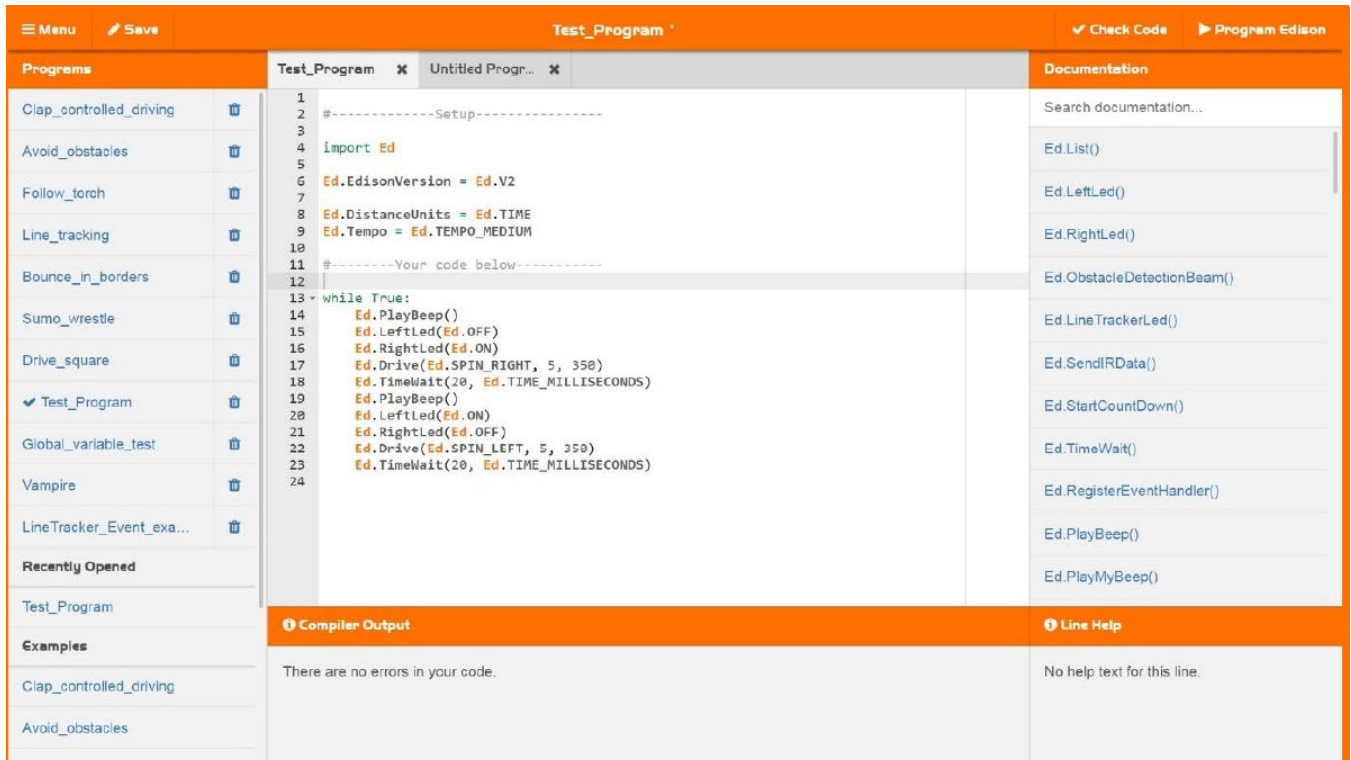 Menu Save Test_Program * Check Code Program Edison
Programs
Clap_controlled_driving
Avoid_obstacles
Follow_torch
Line_tracking
Bounce_in_borders
Sumo_wrestle
Drive_square
Test_Program
Global_variable_test
Vampire
LineTracker_Event_exa...
Recently Opened
Test_Program
Examples
Clap_controlled_driving
Avoid_obstacles
Test_Program Untitled Progr...
1
2 #-------------Setup----------------
3
4 import Ed
5
6 Ed.EdisonVersion = Ed.V2
7
8 Ed.DistanceUnits = Ed.TIME
9 Ed.Tempo = Ed.TEMPO_MEDIUM
10
11 #--------Your code below-----------
12
13 while True:
14 Ed.PlayBeep()
15 Ed.LeftLed(Ed.OFF)
16 Ed.RightLed(Ed.ON)
17 Ed.Drive(Ed.SPIN_RIGHT, 5, 350)
18 Ed.TimeWait(20, Ed.TIME_MILLISECONDS)
19 Ed.PlayBeep()
20 Ed.LeftLed(Ed.ON)
21 Ed.RightLed(Ed.OFF)
22 Ed.Drive(Ed.SPIN_LEFT, 5, 350)
23 Ed.TimeWait(20, Ed.TIME_MILLISECONDS)
24
Compiler Output
There are no errors in your code.
Documentation
Search documentation...
Ed.List()
Ed.LeftLed()
Ed.RightLed()
Ed.ObstacleDetectionBeam()
Ed.LineTrackerLed()
Ed.SendIRData()
Ed.StartCountDown()
Ed.TimeWait()
Ed.RegisterEventHandler()
Ed.PlayBeep()
Ed.PlayMyBeep()
Line Help
No help text for this line.